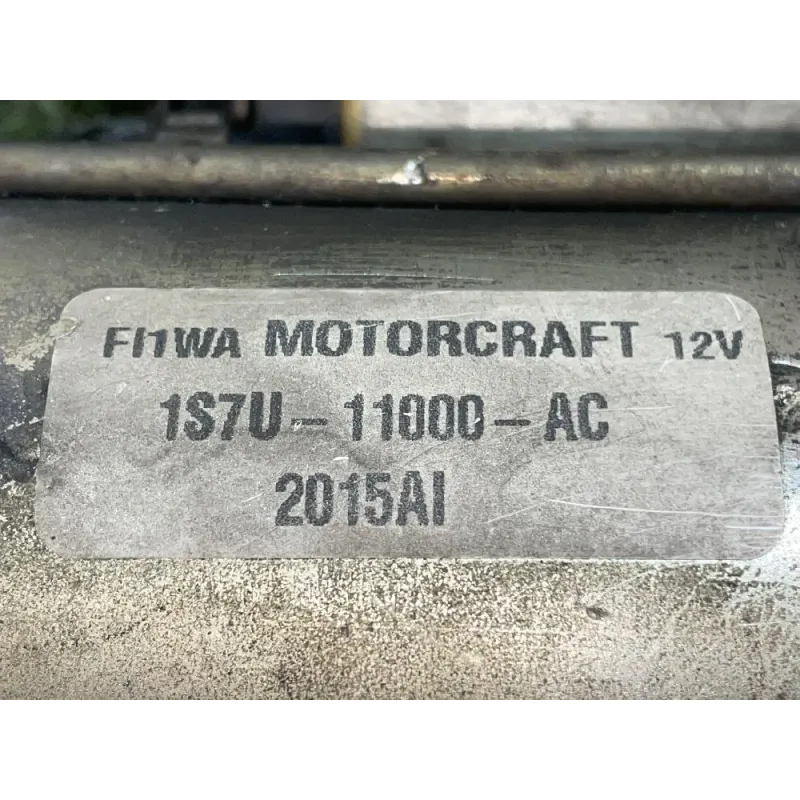 FI1WA MOTORCRAFT 12V
1S7U-11000-AC
2015AI